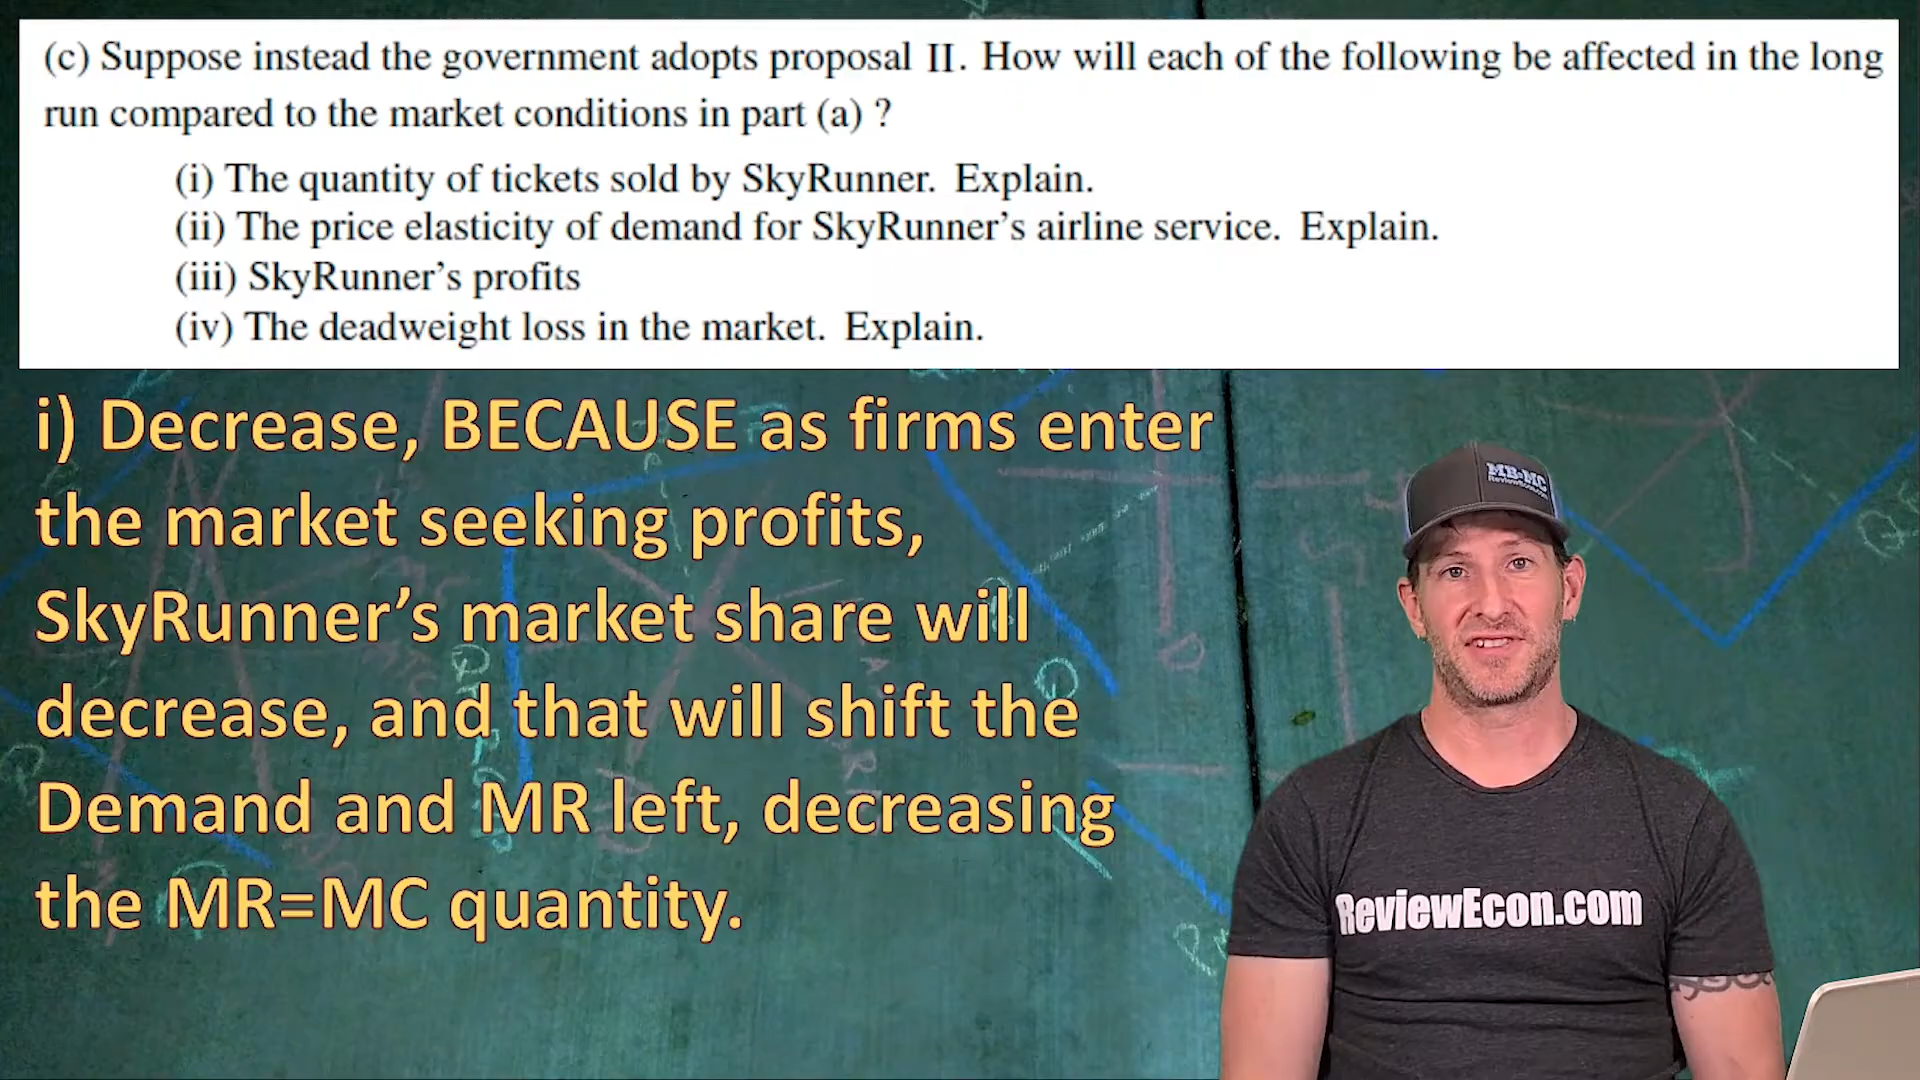 (c) Suppose instead the government adopts proposal II. How will each of the following be affected in the long
run compared to the market conditions in part (a) ?
(i) The quantity of tickets sold by SkyRunner. Explain.
(ii) The price elasticity of demand for SkyRunner's airline service. Explain.
(iii) SkyRunner's profits
(iv) The deadweight loss in the market. Explain.
i) Decrease, BECAUSE as firms enter
the market seeking profits,
SkyRunner's market share will
decrease, and that will shift the
Demand and MR left, decreasing
the MR=MC quantity.
MB=MC
ReviewEcon.com
ReviewEcon.com